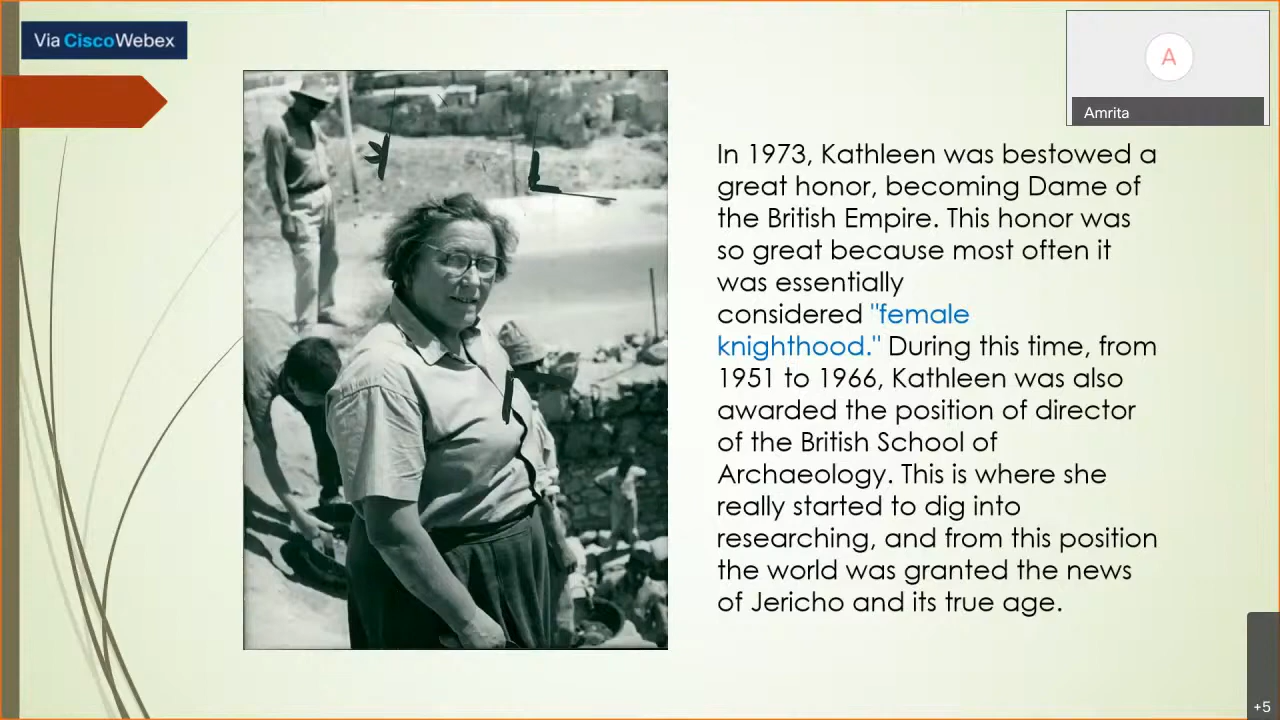 Via CiscoWebex
A
Amrita
In 1973, Kathleen was bestowed a
great honor, becoming Dame of
the British Empire. This honor was
so great because most often it
was essentially
considered "female
knighthood." During this time, from
1951 to 1966, Kathleen was also
awarded the position of director
of the British School of
Archaeology. This is where she
really started to dig into
researching, and from this position
the world was granted the news
of Jericho and its true age.
+5